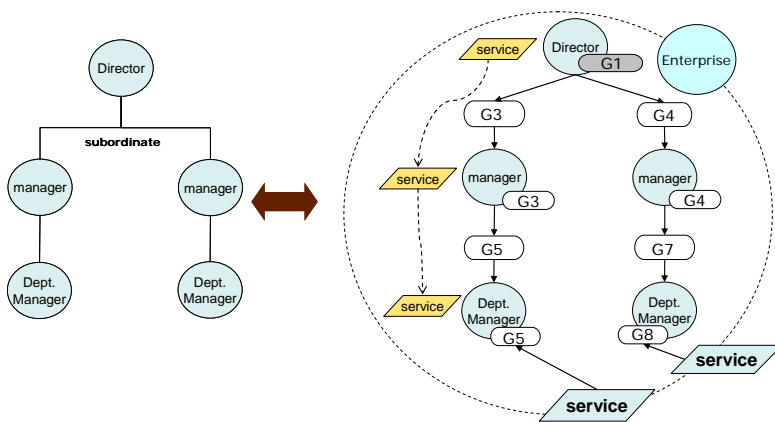 Director
subordinate
manager
manager
Dept.
Manager
Dept.
Manager
service
Director
G1
Enterprise
G3
G4
service
manager
G3
manager
G4
G5
G7
service
Dept.
Manager
G5
Dept.
Manager
G8
service
service